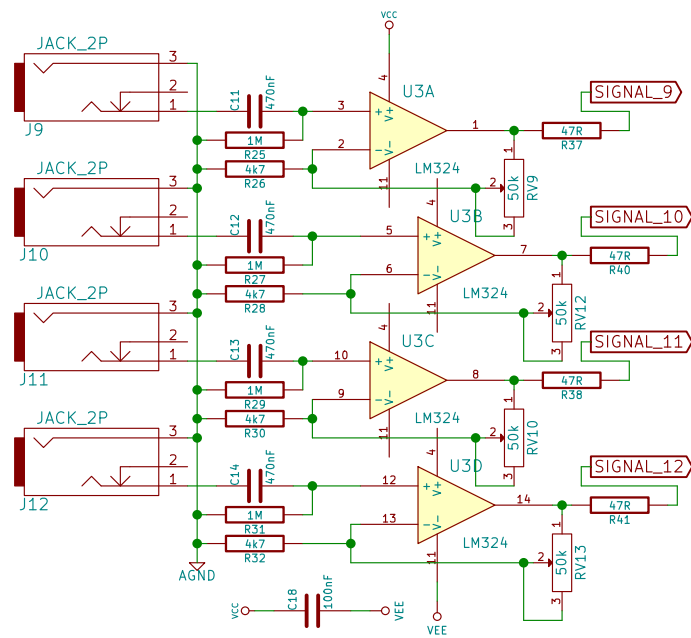 VCC
4
JACK_2P
3
2
1
J9
C11
470nF
1M
R25
4k7
R26
3
2
V+
V-
U3A
LM324
11
1
1
2
3
50k
RV9
47R
R37
SIGNAL_9
JACK_2P
3
2
1
J10
C12
470nF
1M
R27
4k7
R28
5
6
4
V+
V-
U3B
LM324
11
7
1
2
3
50k
RV12
47R
R40
SIGNAL_10
JACK_2P
3
2
1
J11
C13
470nF
1M
R29
4k7
R30
10
9
4
V+
V-
U3C
LM324
11
8
1
2
3
50k
RV10
47R
R38
SIGNAL_11
JACK_2P
3
2
1
J12
C14
470nF
1M
R31
4k7
R32
12
13
4
V+
V-
U3D
LM324
11
14
1
2
3
50k
RV13
47R
R41
SIGNAL_12
AGND
VCC
C18
100nF
VEE
VEE